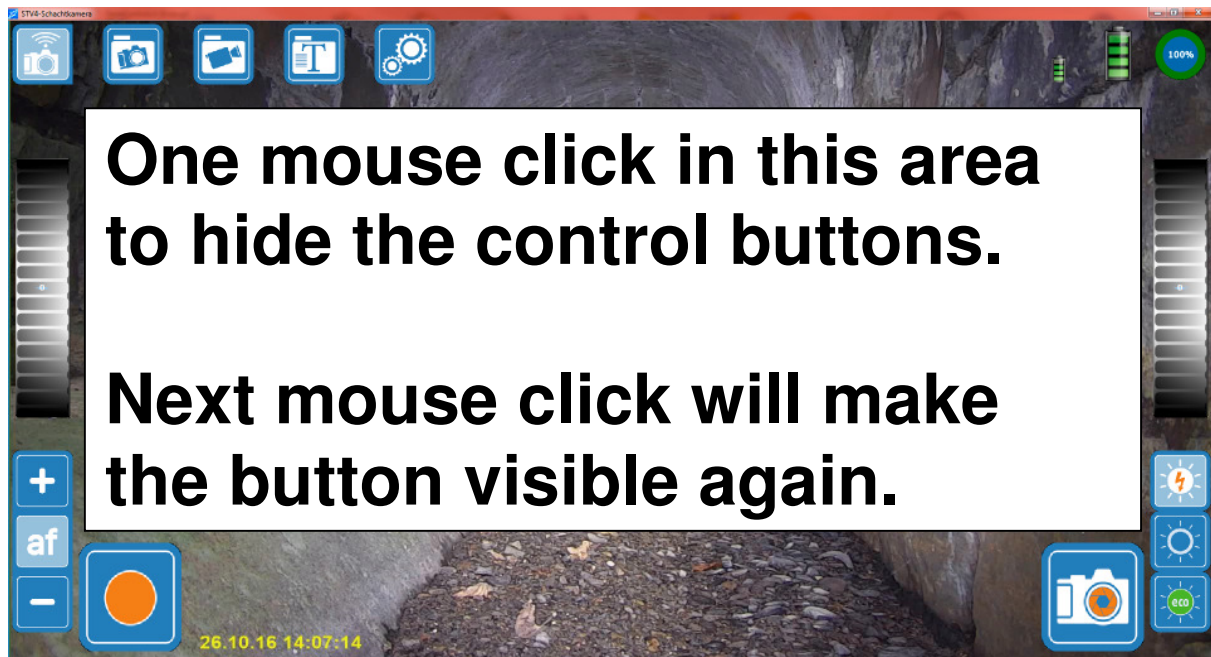 STV4-Schachtkamera
T
100%
One mouse click in this area
to hide the control buttons.
Next mouse click will make
the button visible again.
+
af
−
eco
26.10.16 14:07:14